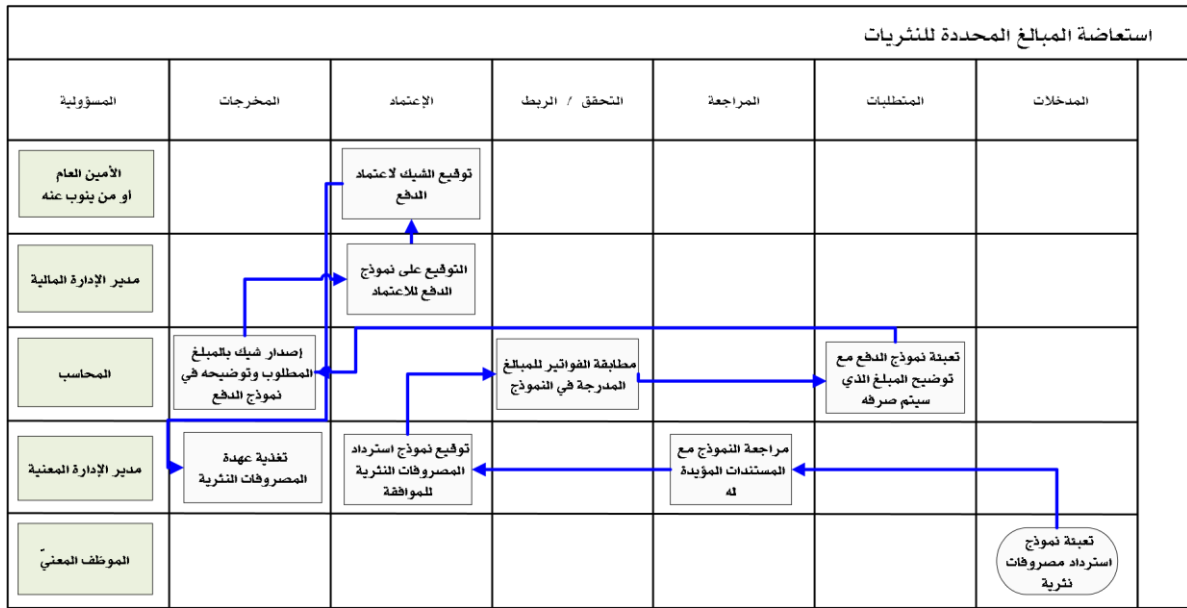 استعاضة المبالغ المحددة للنثريات
المدخلات
المتطلبات
المراجعة
التحقق / الربط
الإعتماد
المخرجات
المسؤولية
توقيع الشيك لاعتماد
الدفع
الأمين العام
او من ينوب عنه
التوقيع على نموذج
الدفع للاعتماد
مدير الإدارة المالية
تعبئة نموذج الدفع مع
توضيح المبلغ الذي
سيتم صرفه
مطابقة الفواتير للمبالغ
المدرجة في النموذج
إصدار شيك بالمبلغ
المطلوب وتوضيحه في
نموذج الدفع
المحاسب
مراجعة النموذج مع
المستندات المؤيدة
له
توقيع نموذج استرداد
المصروفات النثرية
للموافقة
تغذية عهدة
المصروفات النثرية
مدير الإدارة المعنية
تعبئة نموذج
استرداد مصروفات
نثرية
الموظف المعنيّ